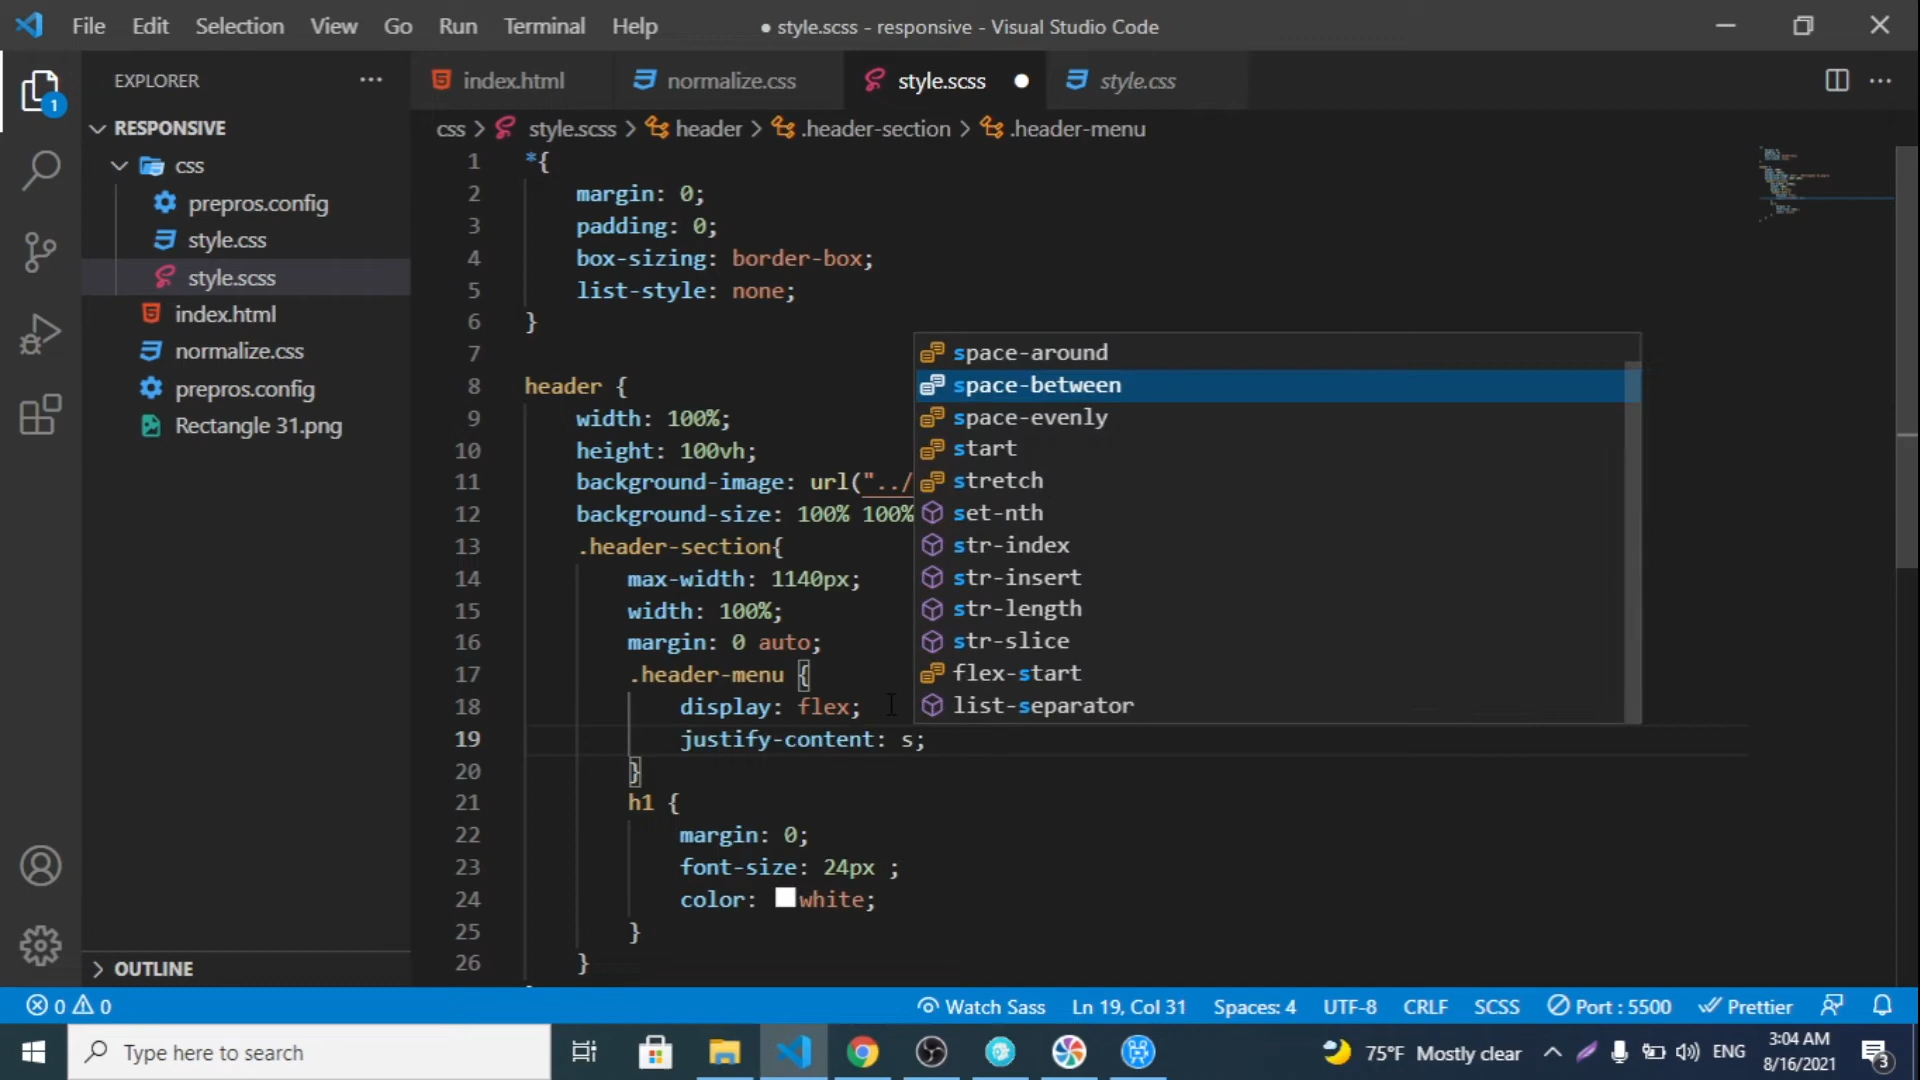 File Edit Selection View Go Run Terminal Help
● style.scss - responsive - Visual Studio Code
EXPLORER
index.html
normalize.css
style.scss
style.css
1
RESPONSIVE
css
prepros.config
style.css
style.scss
index.html
normalize.css
prepros.config
Rectangle 31.png
OUTLINE
css > style.scss > header > .header-section > .header-menu
1 *{
2 margin: 0;
3 padding: 0;
4 box-sizing: border-box;
5 list-style: none;
6 }
7
8 header {
9 width: 100%;
10 height: 100vh;
11 background-image: url("../
12 background-size: 100% 100%
13 .header-section{
14 max-width: 1140px;
15 width: 100%;
16 margin: 0 auto;
17 .header-menu {
18 display: flex;
19 justify-content: s;
20 }
21 h1 {
22 margin: 0;
23 font-size: 24px ;
24 color: white;
25 }
26 }
space-around
space-between
space-evenly
start
stretch
set-nth
str-index
str-insert
str-length
str-slice
flex-start
list-separator
0 0 Watch Sass Ln 19, Col 31 Spaces: 4 UTF-8 CRLF SCSS Port : 5500 Prettier
Type here to search
75°F Mostly clear
ENG
3:04 AM
8/16/2021
3